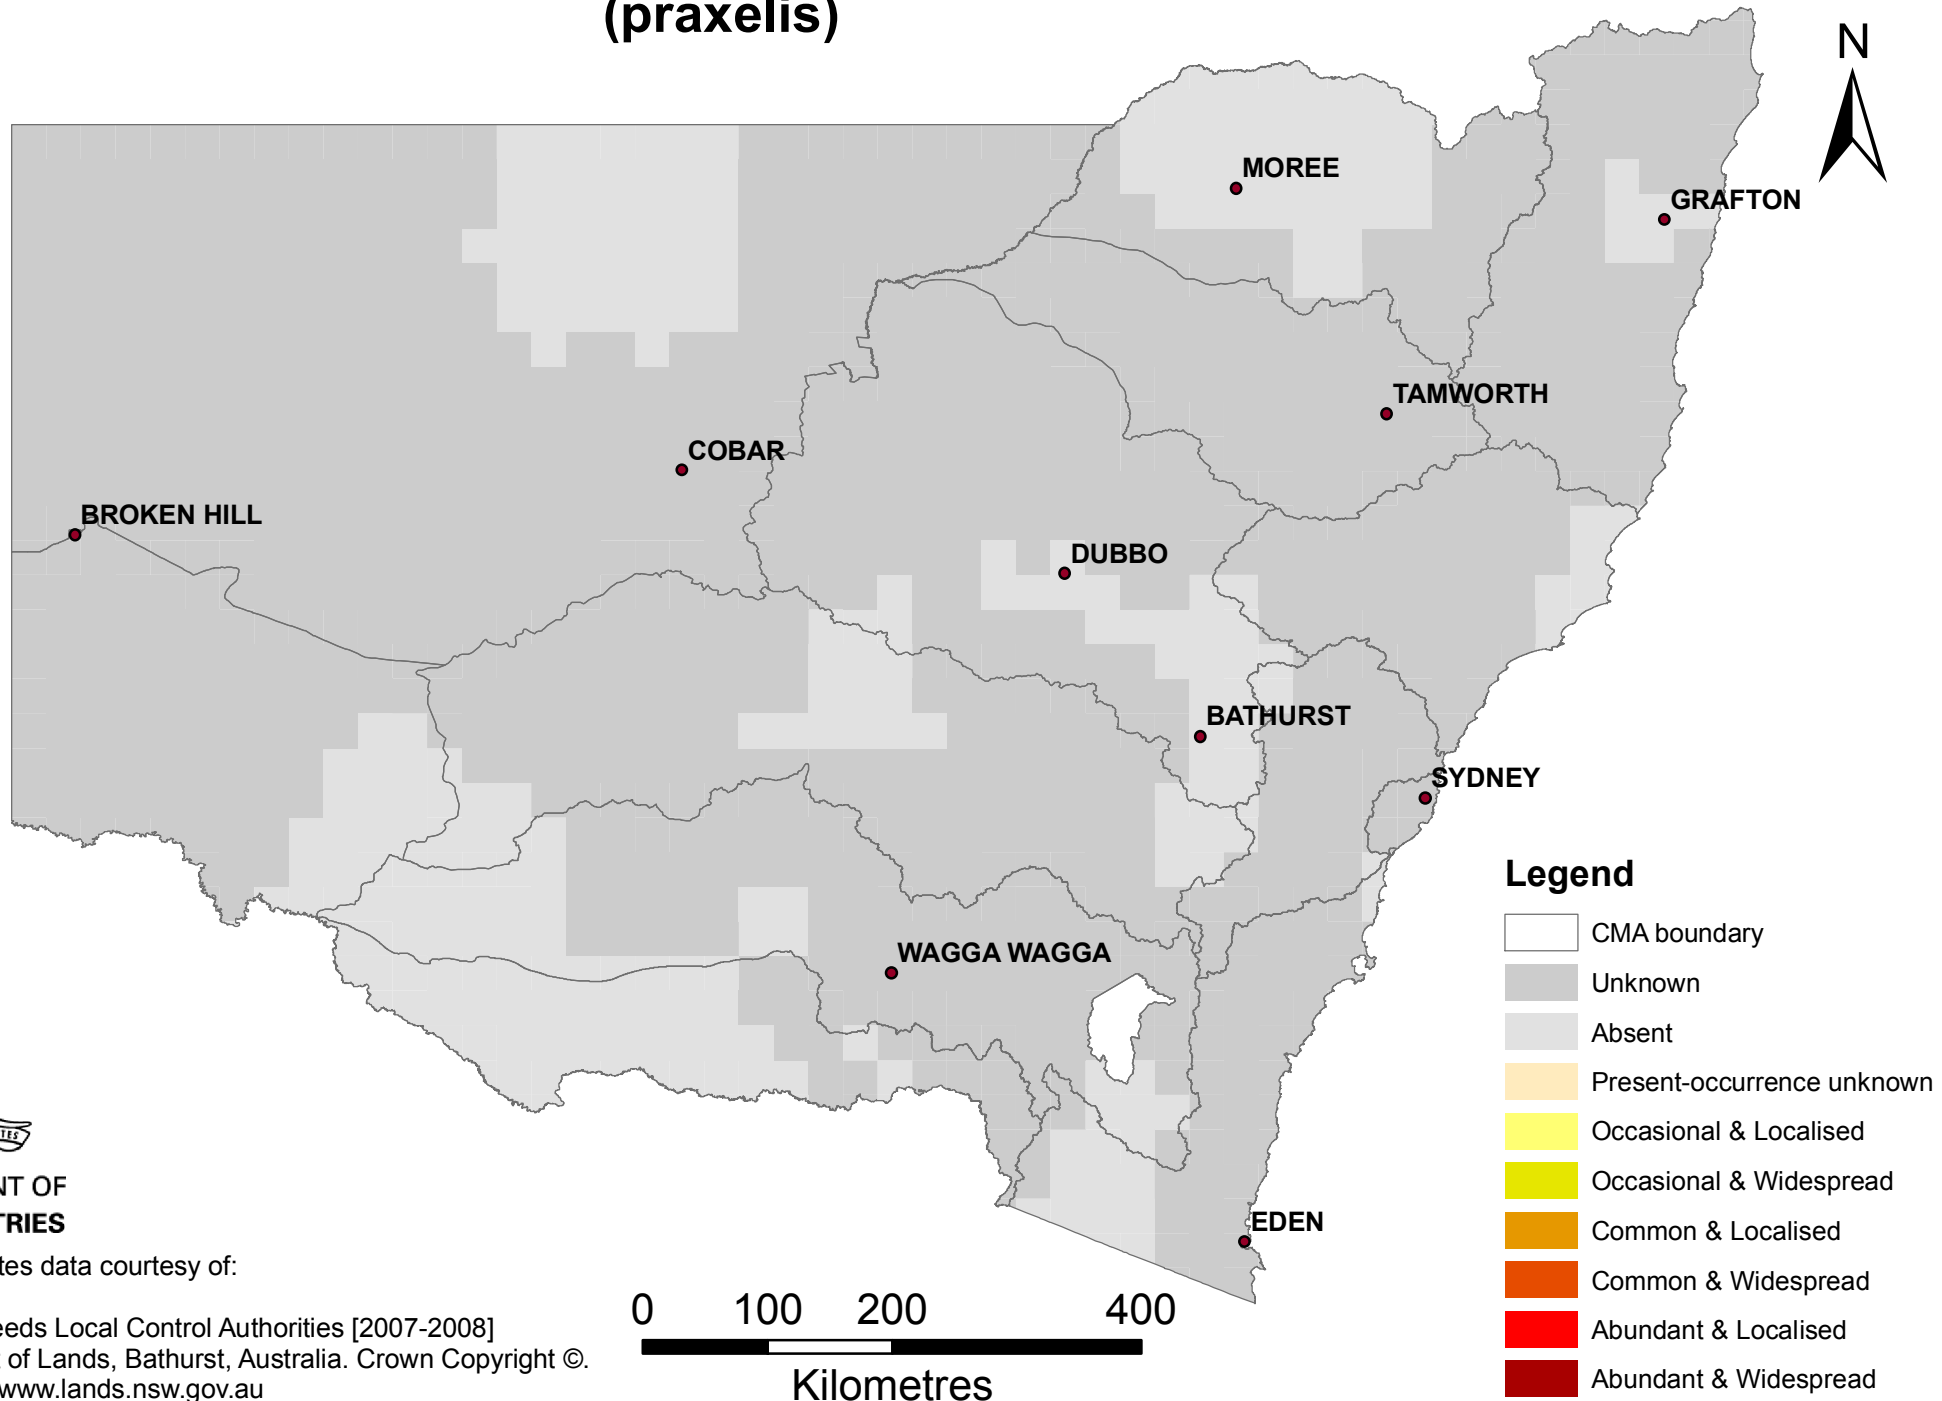 (praxelis)
N
MOREE
GRAFTON
TAMWORTH
COBAR
BROKEN HILL
DUBBO
BATHURST
SYDNEY
WAGGA WAGGA
EDEN
Legend
CMA boundary
Unknown
Absent
Present-occurrence unknown
Occasional & Localised
Occasional & Widespread
Common & Localised
Common & Widespread
Abundant & Localised
Abundant & Widespread
NT OF
TRIES
tes data courtesy of:
eeds Local Control Authorities [2007-2008]
t of Lands, Bathurst, Australia. Crown Copyright ©.
www.lands.nsw.gov.au
0 100 200 400
Kilometres